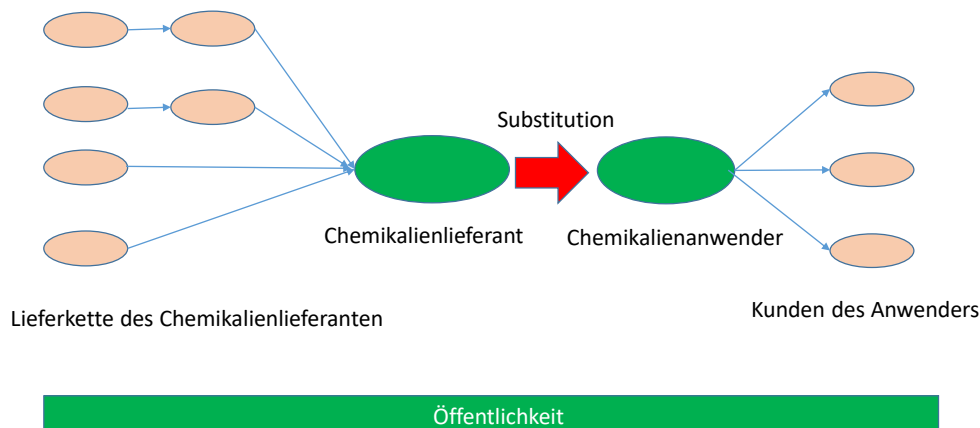 Substitution
Chemikalienlieferant
Chemikalienanwender
Lieferkette des Chemikalienlieferanten
Kunden des Anwenders
Öffentlichkeit